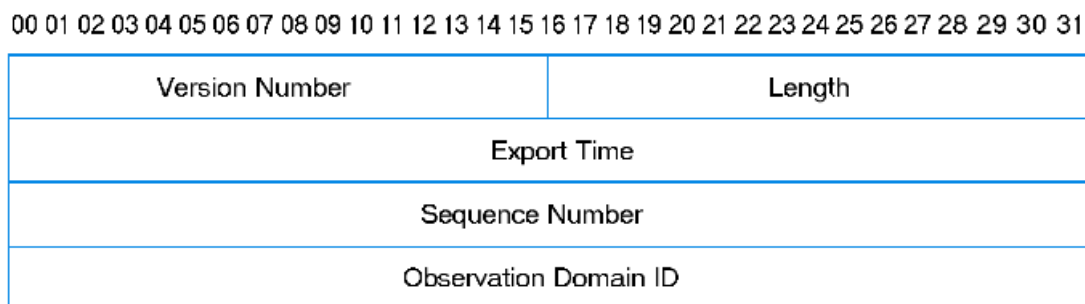 00 01 02 03 04 05 06 07 08 09 10 11 12 13 14 15 16 17 18 19 20 21 22 23 24 25 26 27 28 29 30 31
Version Number Length
Export Time
Sequence Number
Observation Domain ID